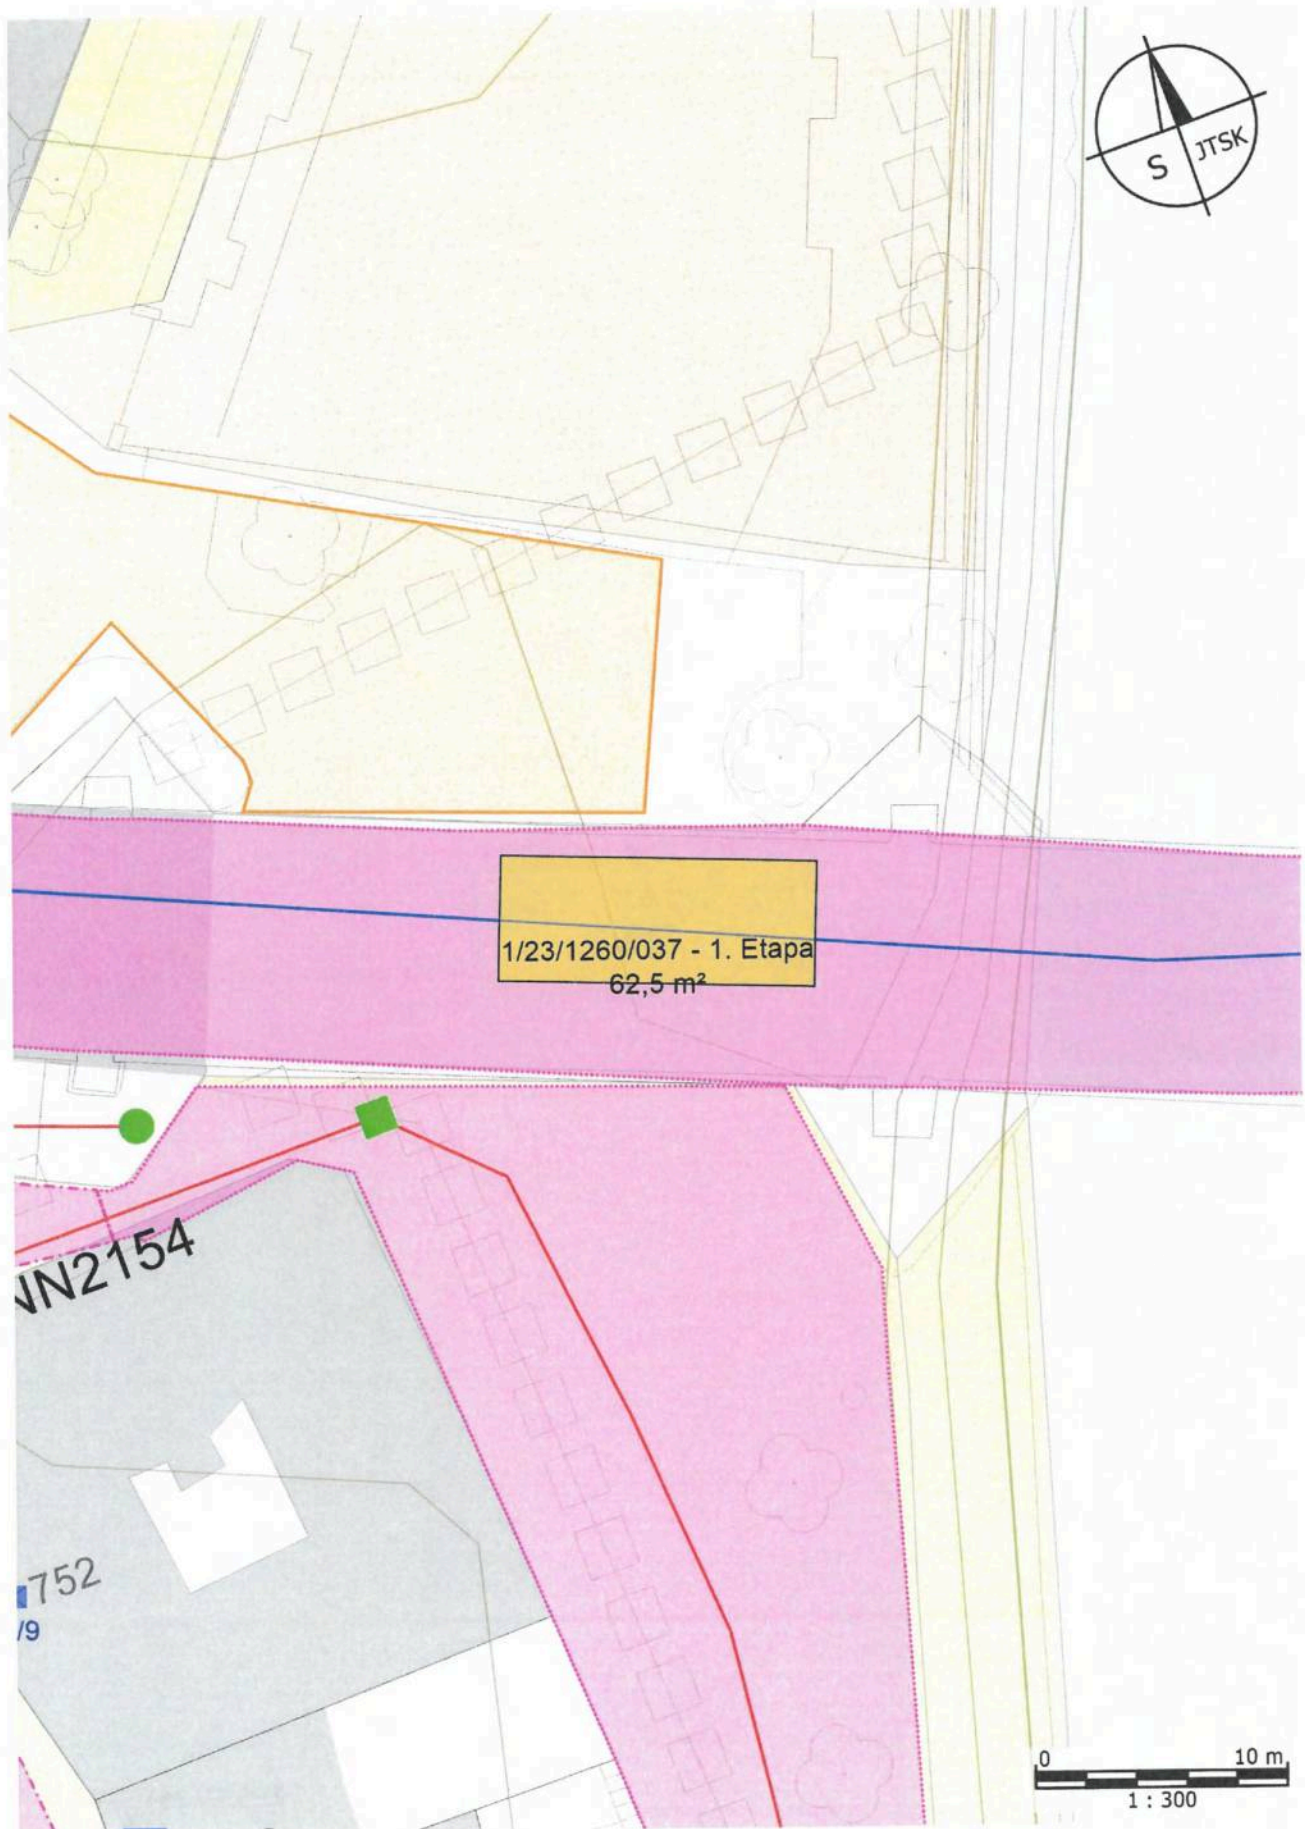 S JTSK
1/23/1260/037 - 1. Etapa
62,5 m²
NN2154
752
/9
0 10 m
1 : 300